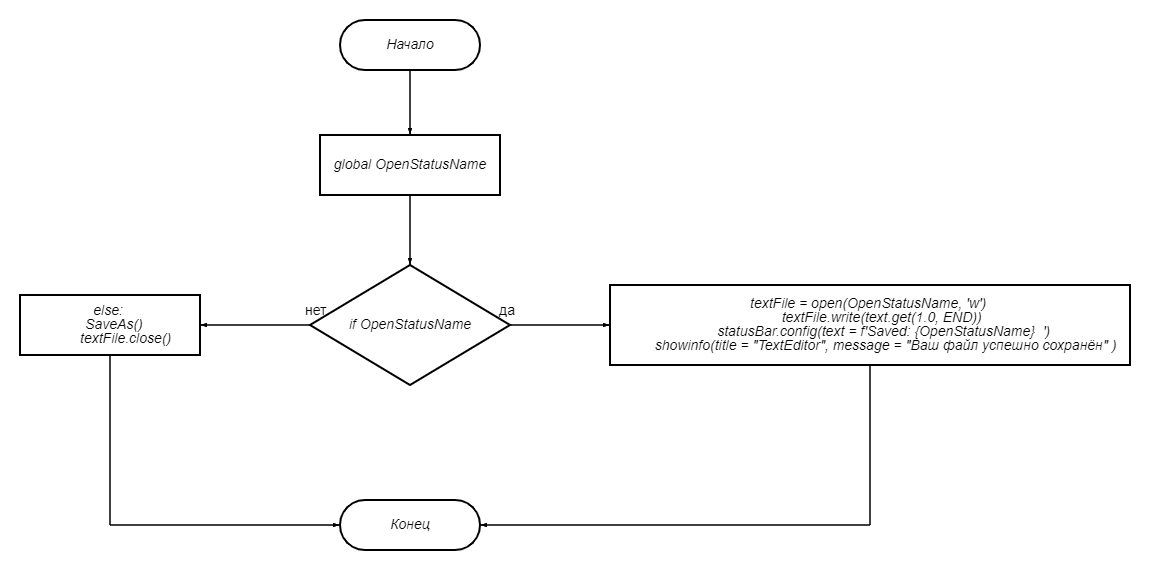 Начало
global OpenStatusName
нет
if OpenStatusName
да
else:
SaveAs()
textFile.close()
textFile = open(OpenStatusName, 'w')
textFile.write(text.get(1.0, END))
statusBar.config(text = f'Saved: {OpenStatusName}  ')
showinfo(title = "TextEditor", message = "Ваш файл успешно сохранён" )
Конец